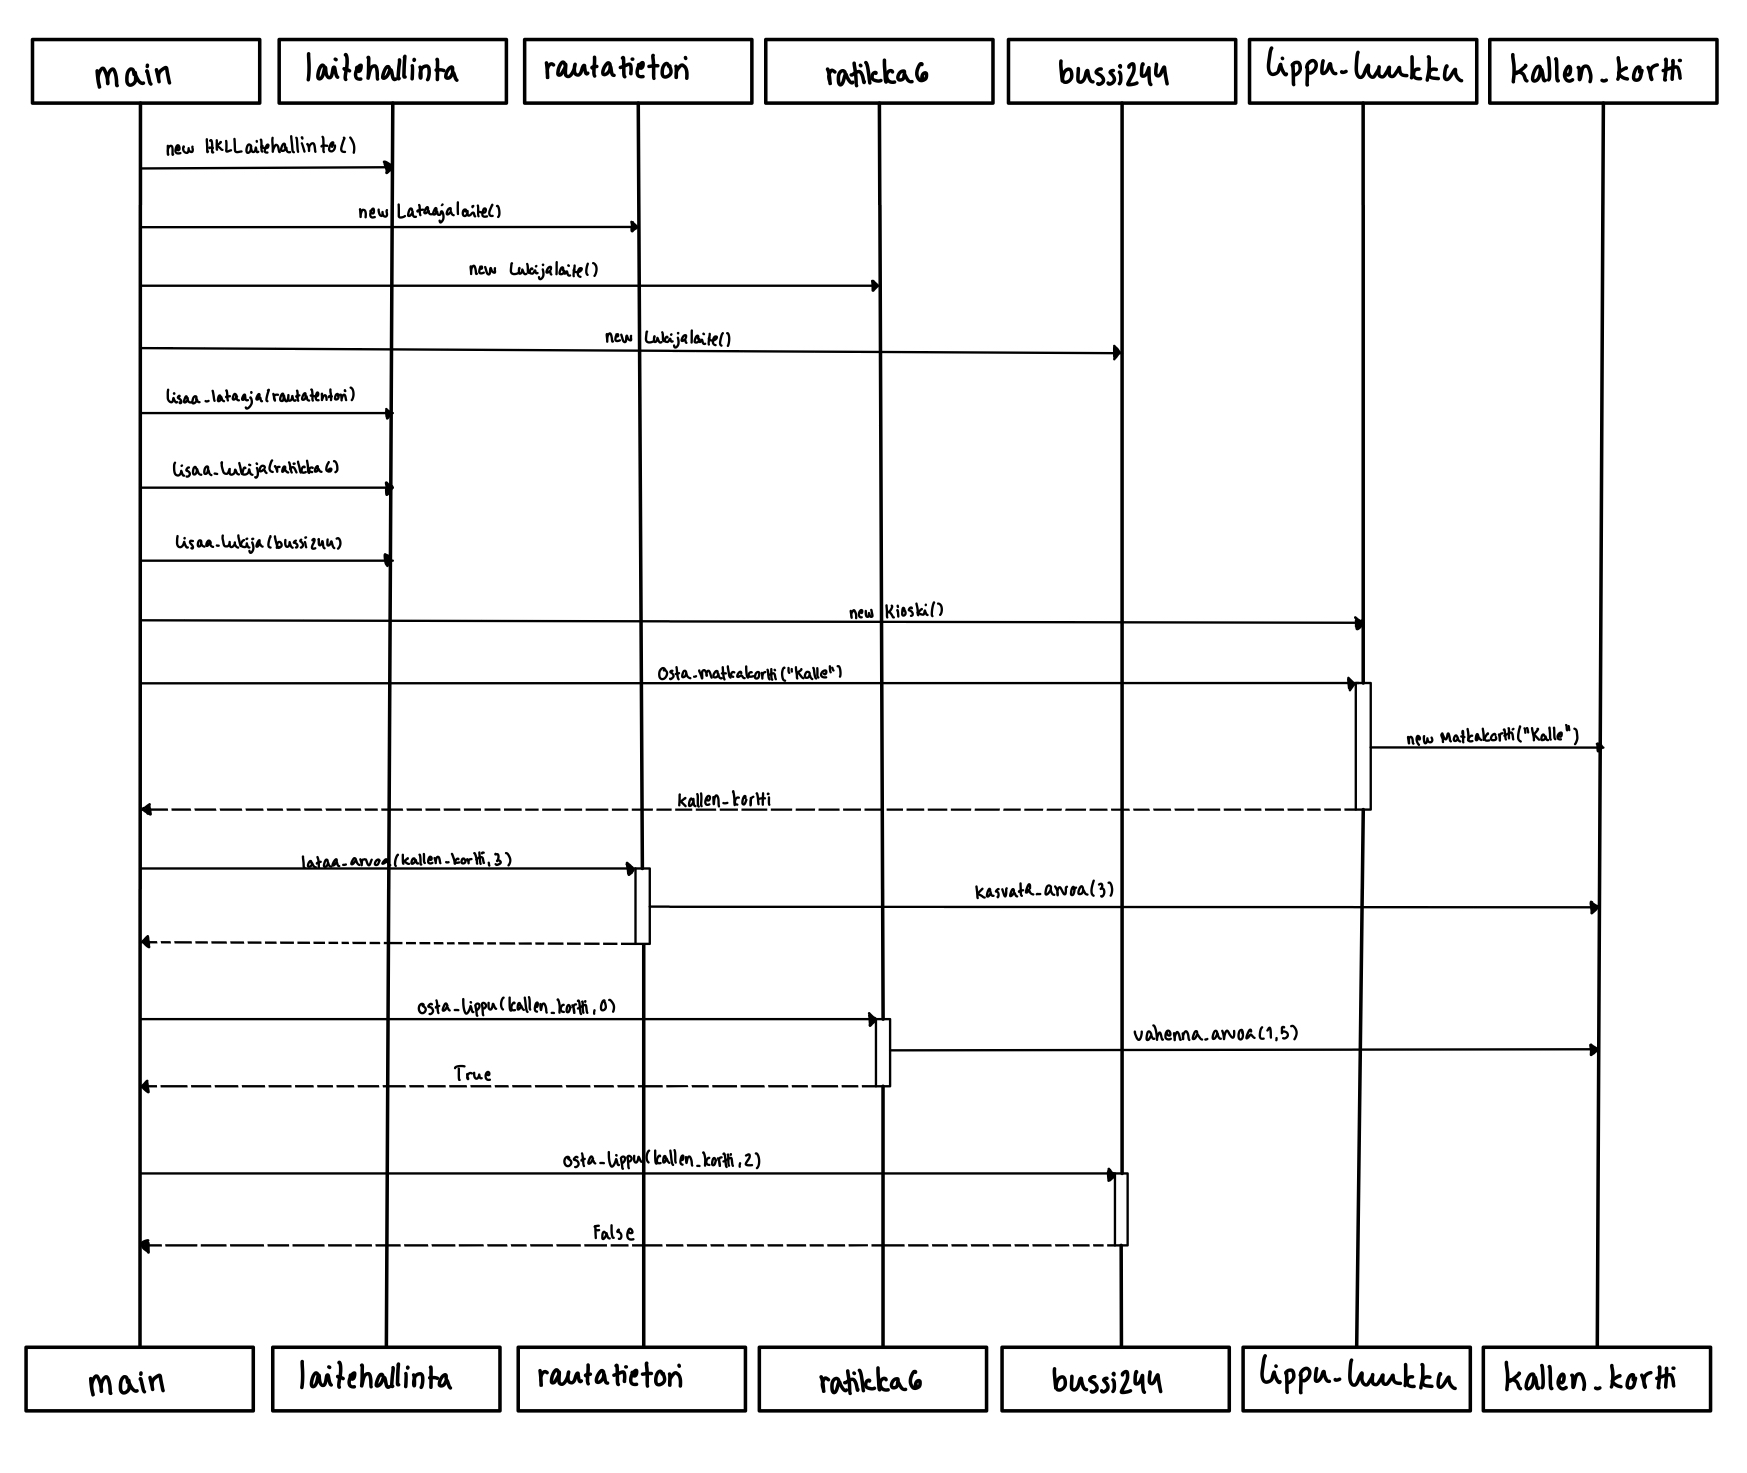 main
laitehallinta
rautatietori
ratikka6
bussi244
lippu_luukku
kallen_kortti
new HKLLaitehallinto()
new Lataajalaite()
new Lukijalaite()
new Lukijalaite()
lisaa_lataaja(rautatentori)
lisaa_lukija(ratikka6)
lisaa_lukija(bussi244)
new Kioski()
osta_matkakortti("Kalle")
new Matkakortti("Kalle")
kallen_kortti
lataa_arvoa(kallen_kortti,3)
kasvata_arvoa(3)
osta_lippu(kallen_kortti,0)
vahenna_arvoa(1,5)
True
osta_lippu(kallen_kortti,2)
False
main
laitehallinta
rautatietori
ratikka6
bussi244
lippu_luukku
kallen_kortti